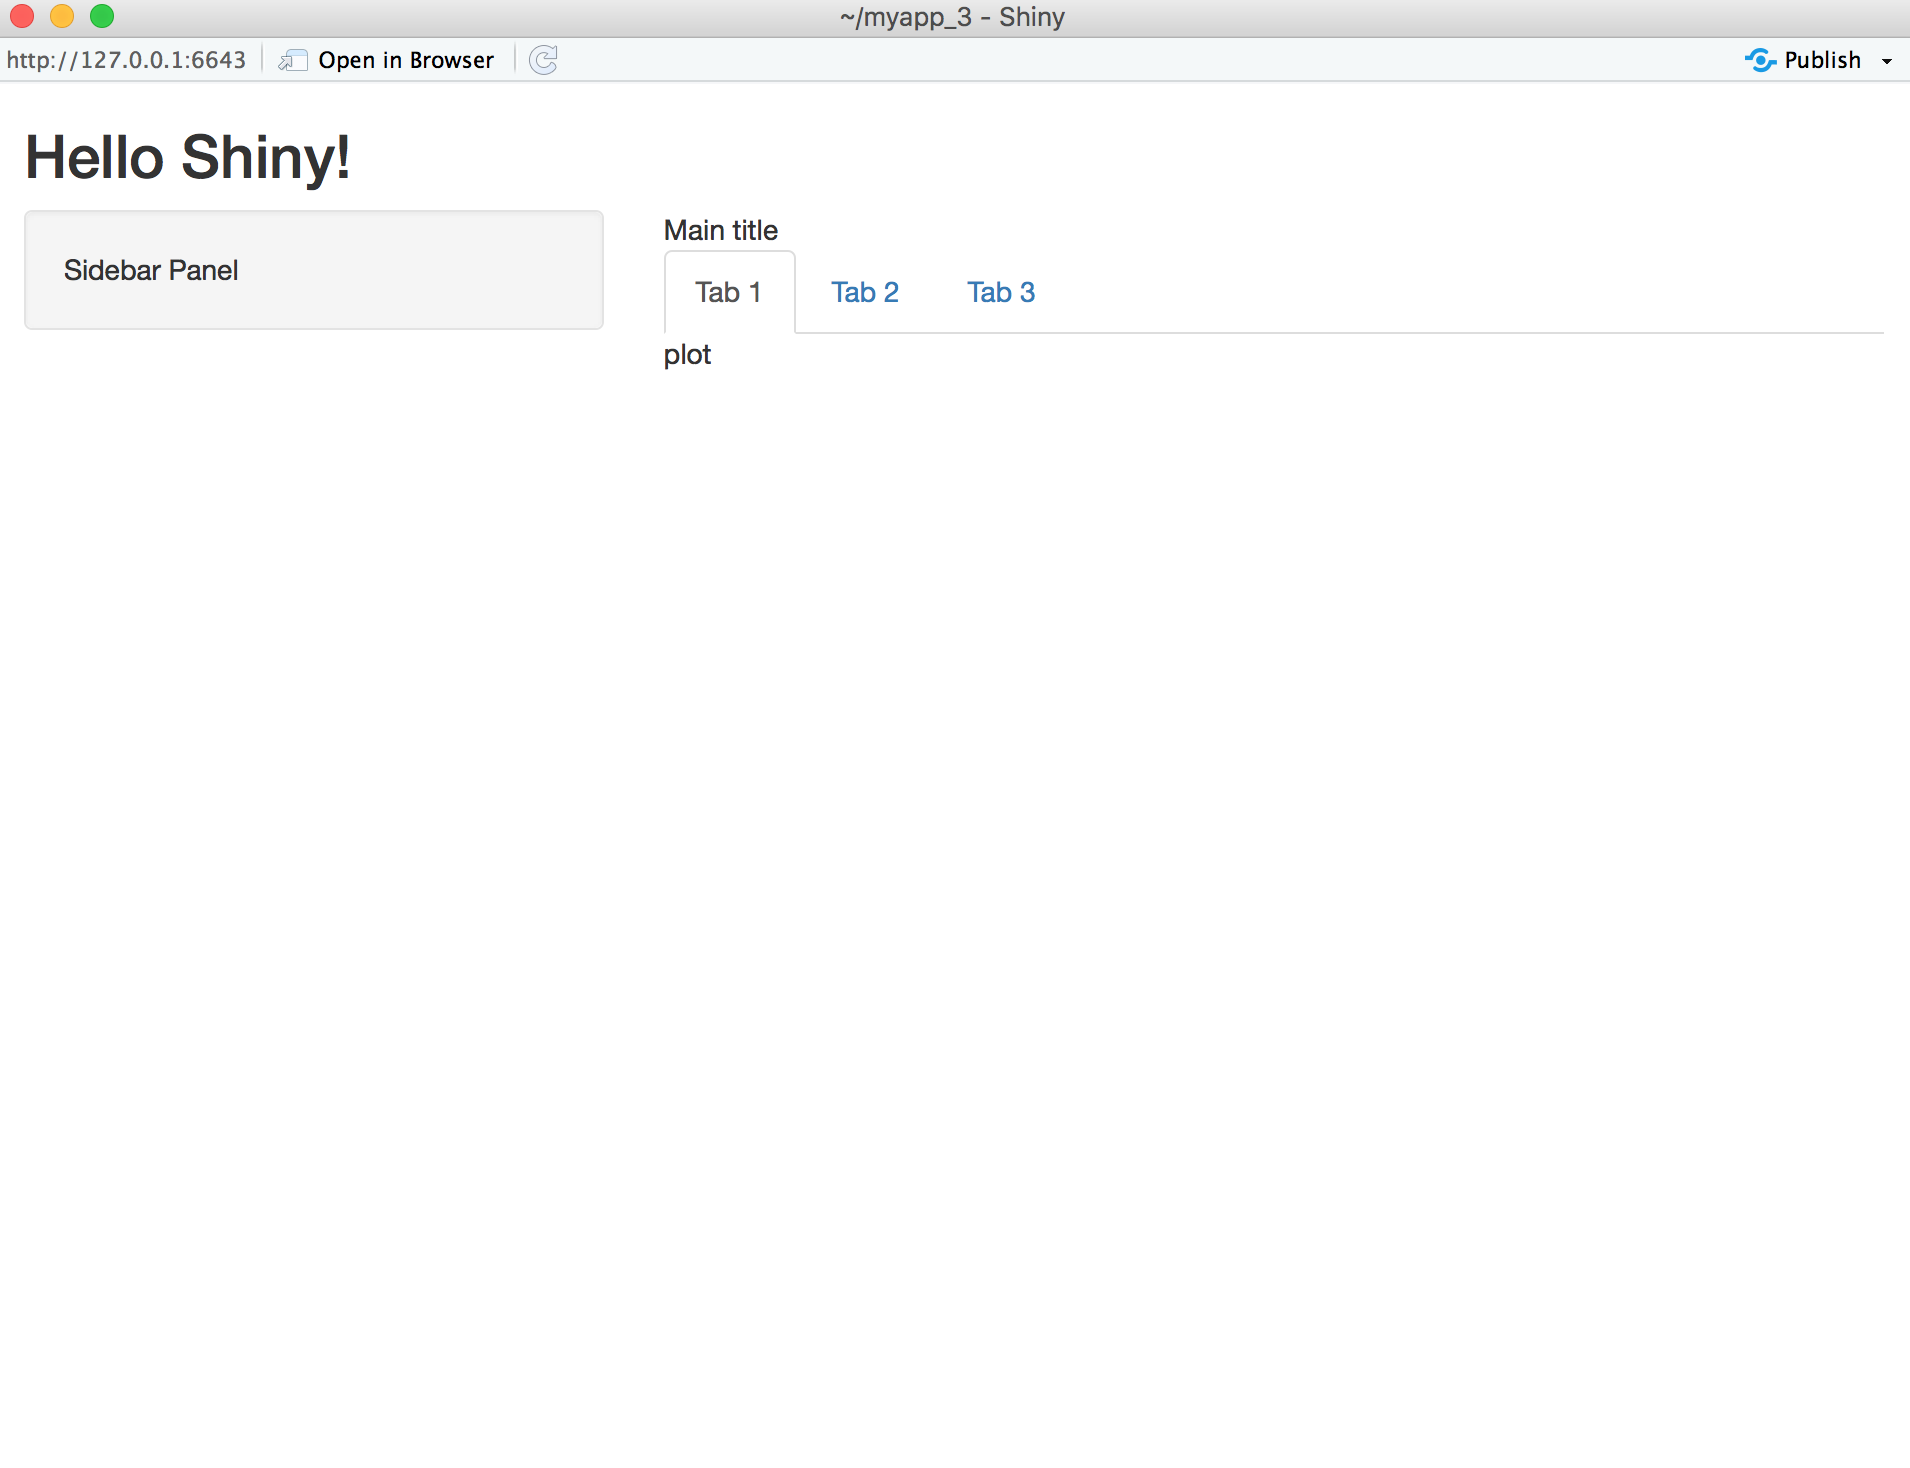 ~/myapp_3 - Shiny
http://127.0.0.1:6643 Open in Browser Publish
Hello Shiny!
Sidebar Panel
Main title
Tab 1 Tab 2 Tab 3
plot